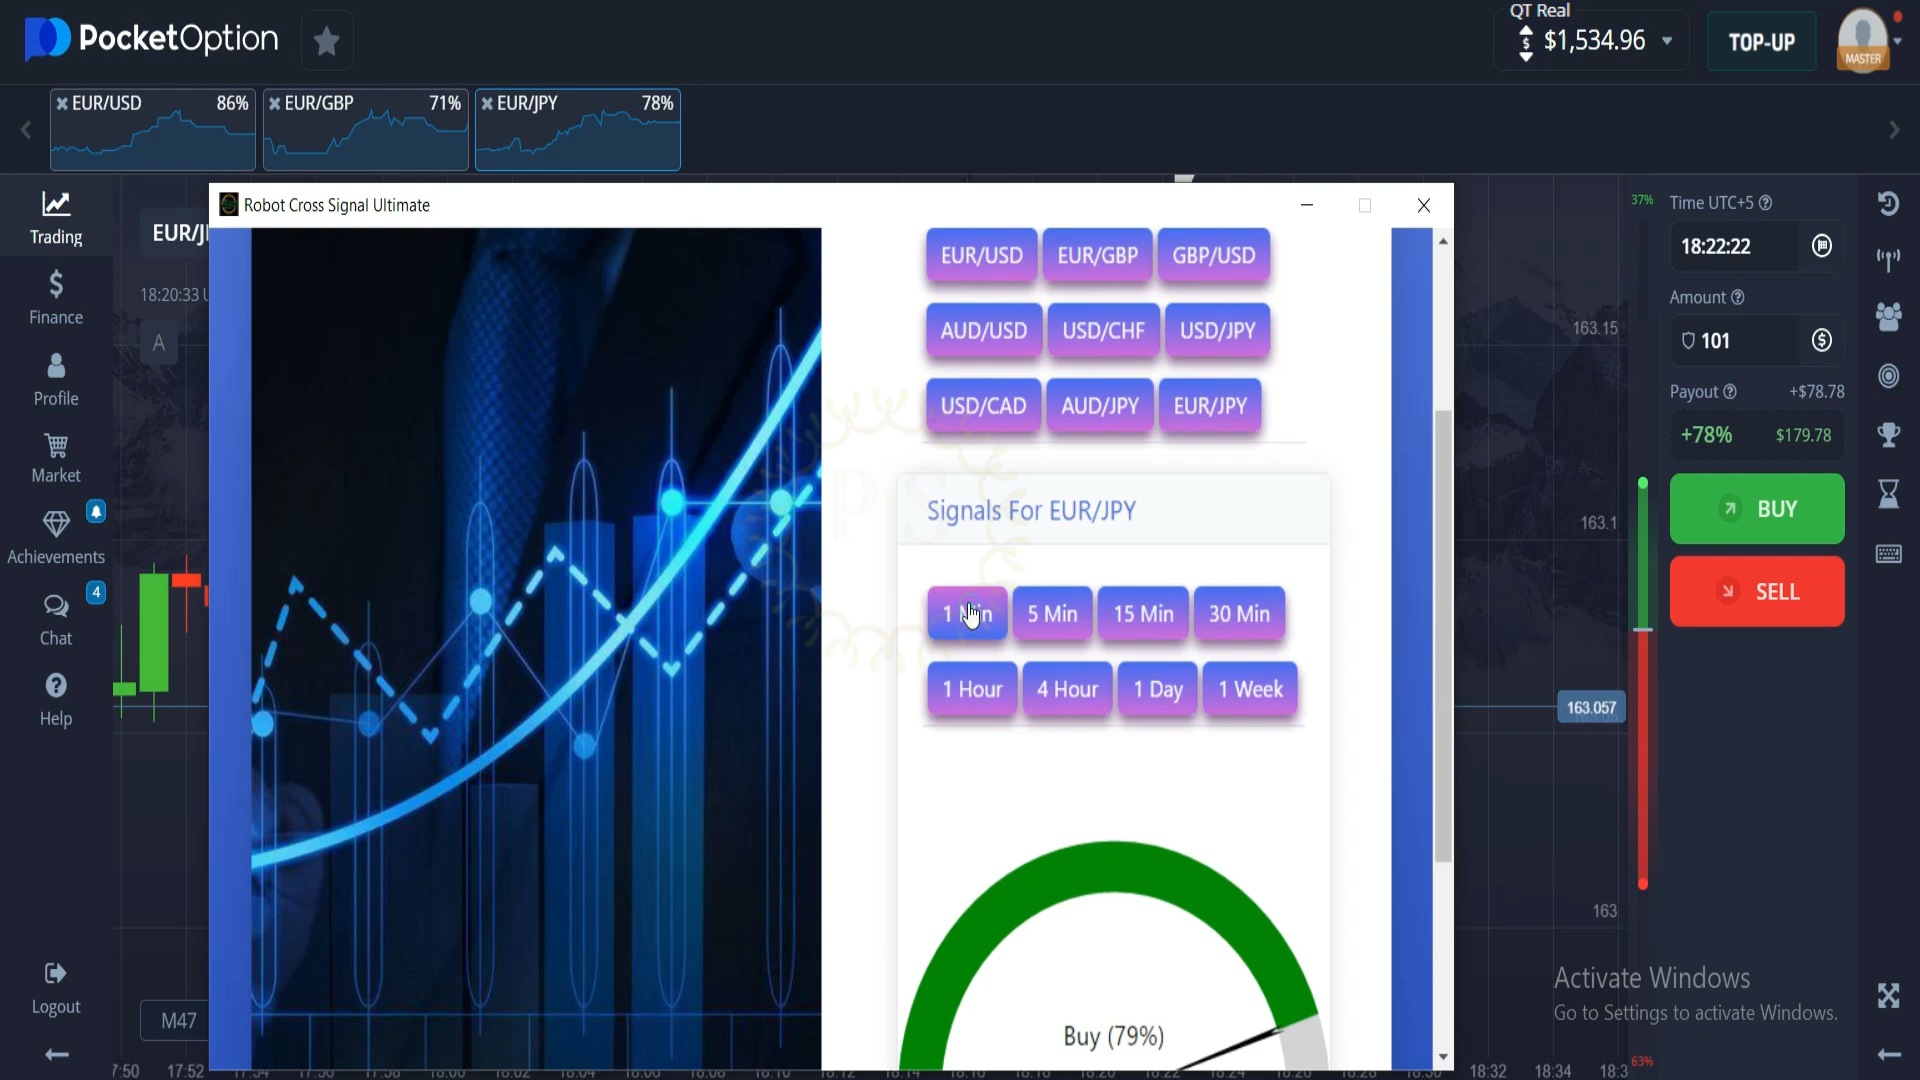 PocketOption
QT Real
$1,534.96
TOP-UP
MASTER
EUR/USD 86%
EUR/GBP 71%
EUR/JPY 78%
Trading
Finance
Profile
Market
Achievements
4
Chat
Help
Logout
EUR/J
18:20:33
A
M47
Robot Cross Signal Ultimate
EUR/USD EUR/GBP GBP/USD
AUD/USD USD/CHF USD/JPY
USD/CAD AUD/JPY EUR/JPY
PS
Signals For EUR/JPY
1 Min 5 Min 15 Min 30 Min
1 Hour 4 Hour 1 Day 1 Week
Buy (79%)
163.15
163.1
163.057
163
37%
63%
Time UTC+5
18:22:22
Amount
101
Payout +$78.78
+78% $179.78
BUY
SELL
Activate Windows
Go to Settings to activate Windows.
7:50 17:52 18:32 18:34 18:3